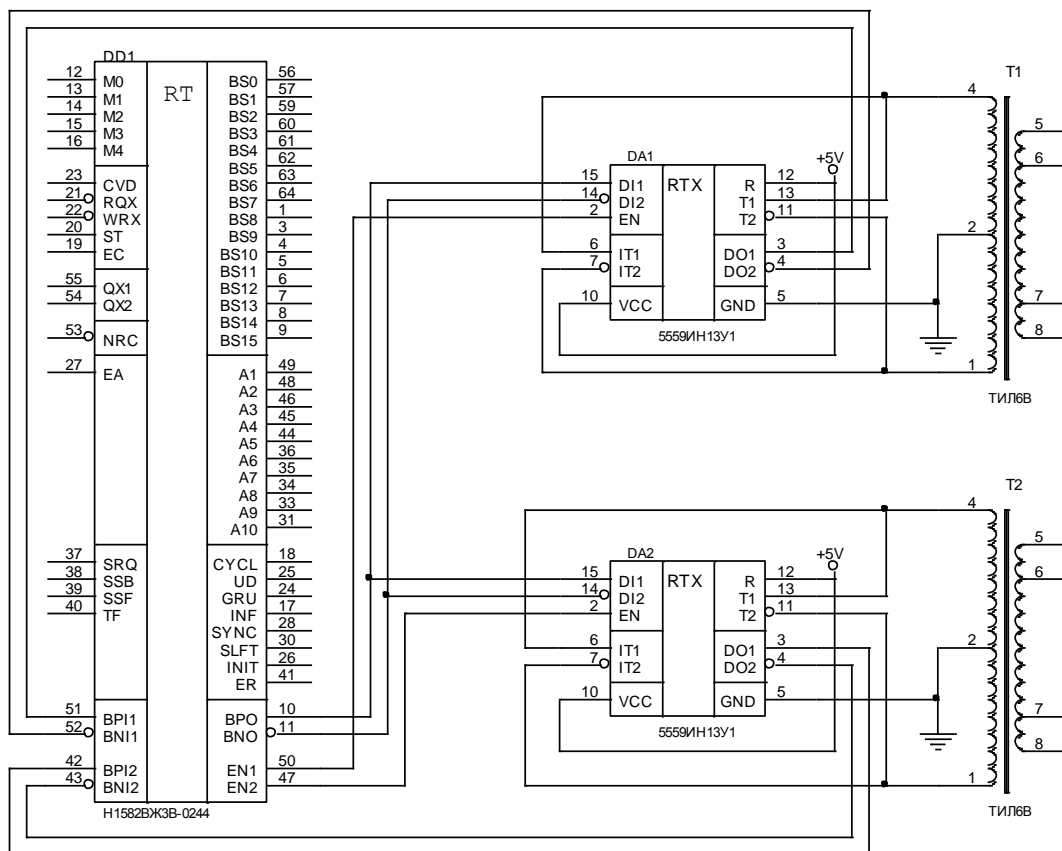 DD1
RT
12 M0
13 M1
14 M2
15 M3
16 M4
23 CVD
21 RQX
22 WRX
20 ST
19 EC
55 QX1
54 QX2
53 NRC
27 EA
37 SRQ
38 SSB
39 SSF
40 TF
51 BPI1
52 BNI1
42 BPI2
43 BNI2
BS0 56
BS1 57
BS2 59
BS3 60
BS4 61
BS5 62
BS6 63
BS7 64
BS8 1
BS9 3
BS10 4
BS11 5
BS12 6
BS13 7
BS14 8
BS15 9
A1 49
A2 48
A3 46
A4 45
A5 44
A6 36
A7 35
A8 34
A9 33
A10 31
CYCL 18
UD 25
GRU 24
INF 17
SYNC 28
SLFT 30
INIT 26
ER 41
BPO 10
BNO 11
EN1 50
EN2 47
Н1582ВЖ3В-0244
DA1
RTX
15 DI1
14 DI2
2 EN
6 IT1
7 IT2
10 VCC
R 12
T1 13
T2 11
DO1 3
DO2 4
GND 5
+5V
5559ИН13У1
T1
4
2
1
5
6
7
8
ТИЛ6В
DA2
RTX
15 DI1
14 DI2
2 EN
6 IT1
7 IT2
10 VCC
R 12
T1 13
T2 11
DO1 3
DO2 4
GND 5
+5V
5559ИН13У1
T2
4
2
1
5
6
7
8
ТИЛ6В